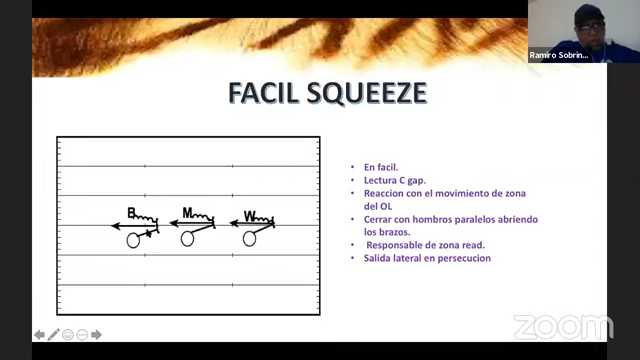 Ramiro Sobrin...
FACIL SQUEEZE
B M W
• En facil.
• Lectura C gap.
• Reaccion con el movimiento de zona
del OL
• Cerrar con hombros paralelos abriendo
los brazos.
• Responsable de zona read.
• Salida lateral en persecucion
zoom